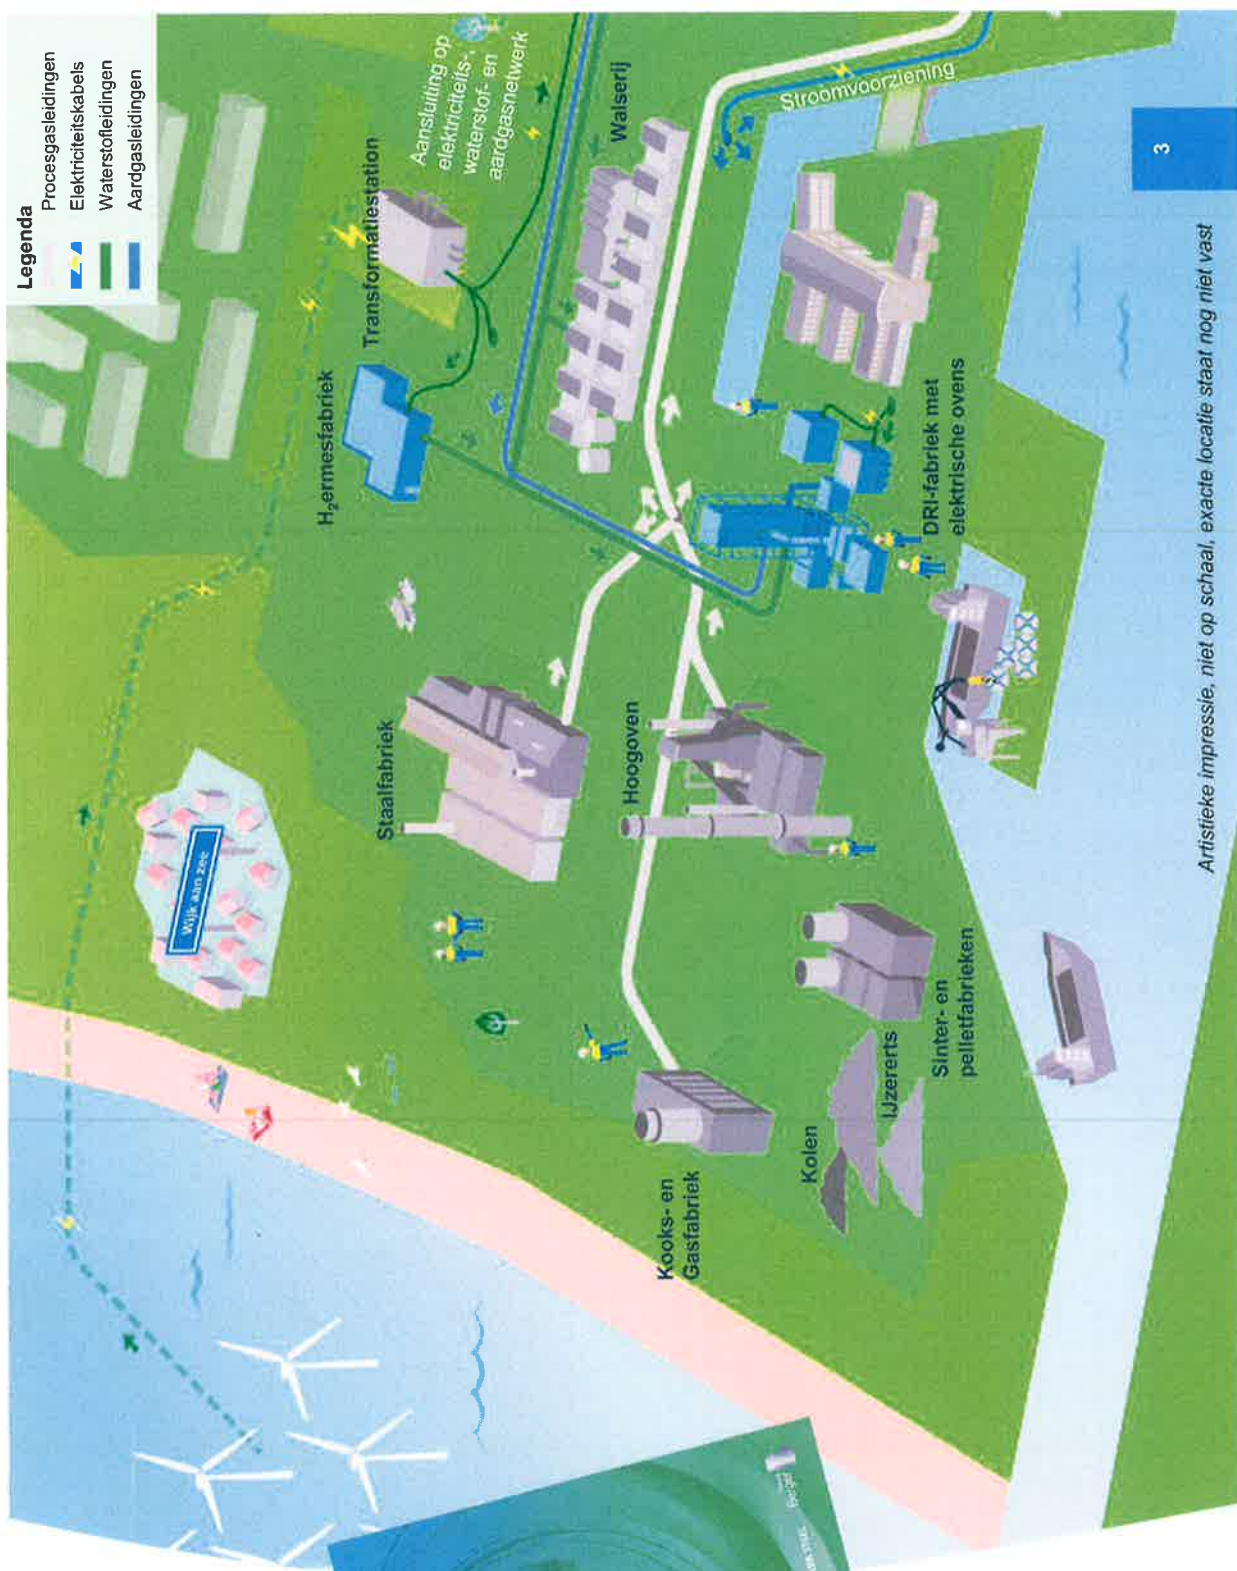 Legenda
Procesgasleidingen
Elektriciteitskabels
Waterstofleidingen
Aardgasleidingen
Aansluiting op
elektriciteits-,
waterstof- en
aardgasnetwerk
Transformatiestation
H₂ermesfabriek
Walserij
Stroomvoorziening
Wijk aan zee
Staalfabriek
Hoogoven
DRI-fabriek met
elektrische ovens
Kooks- en
Gasfabriek
Kolen
IJzererts
Sinter- en
pelletfabrieken
Artistieke impressie, niet op schaal, exacte locatie staat nog niet vast
3
Berger